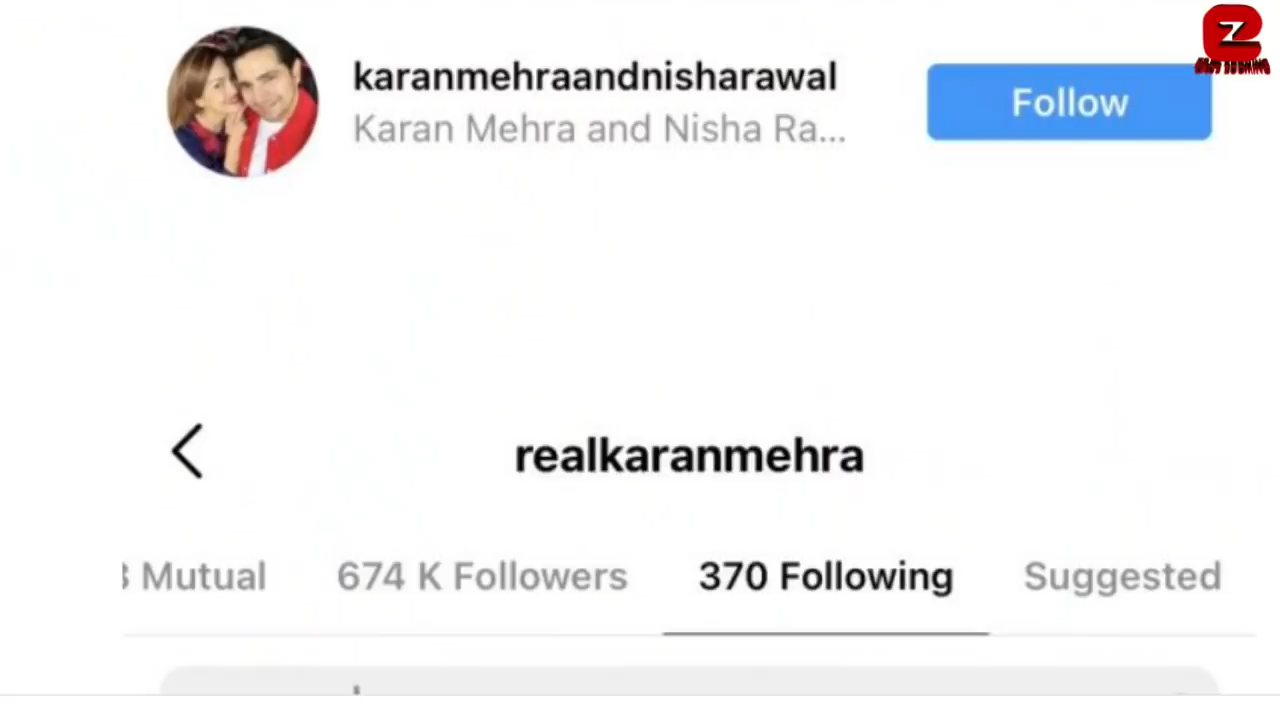 karanmehraandnisharawal
Karan Mehra and Nisha Ra...
Follow
Z
realkaranmehra
Mutual
674 K Followers
370 Following
Suggested